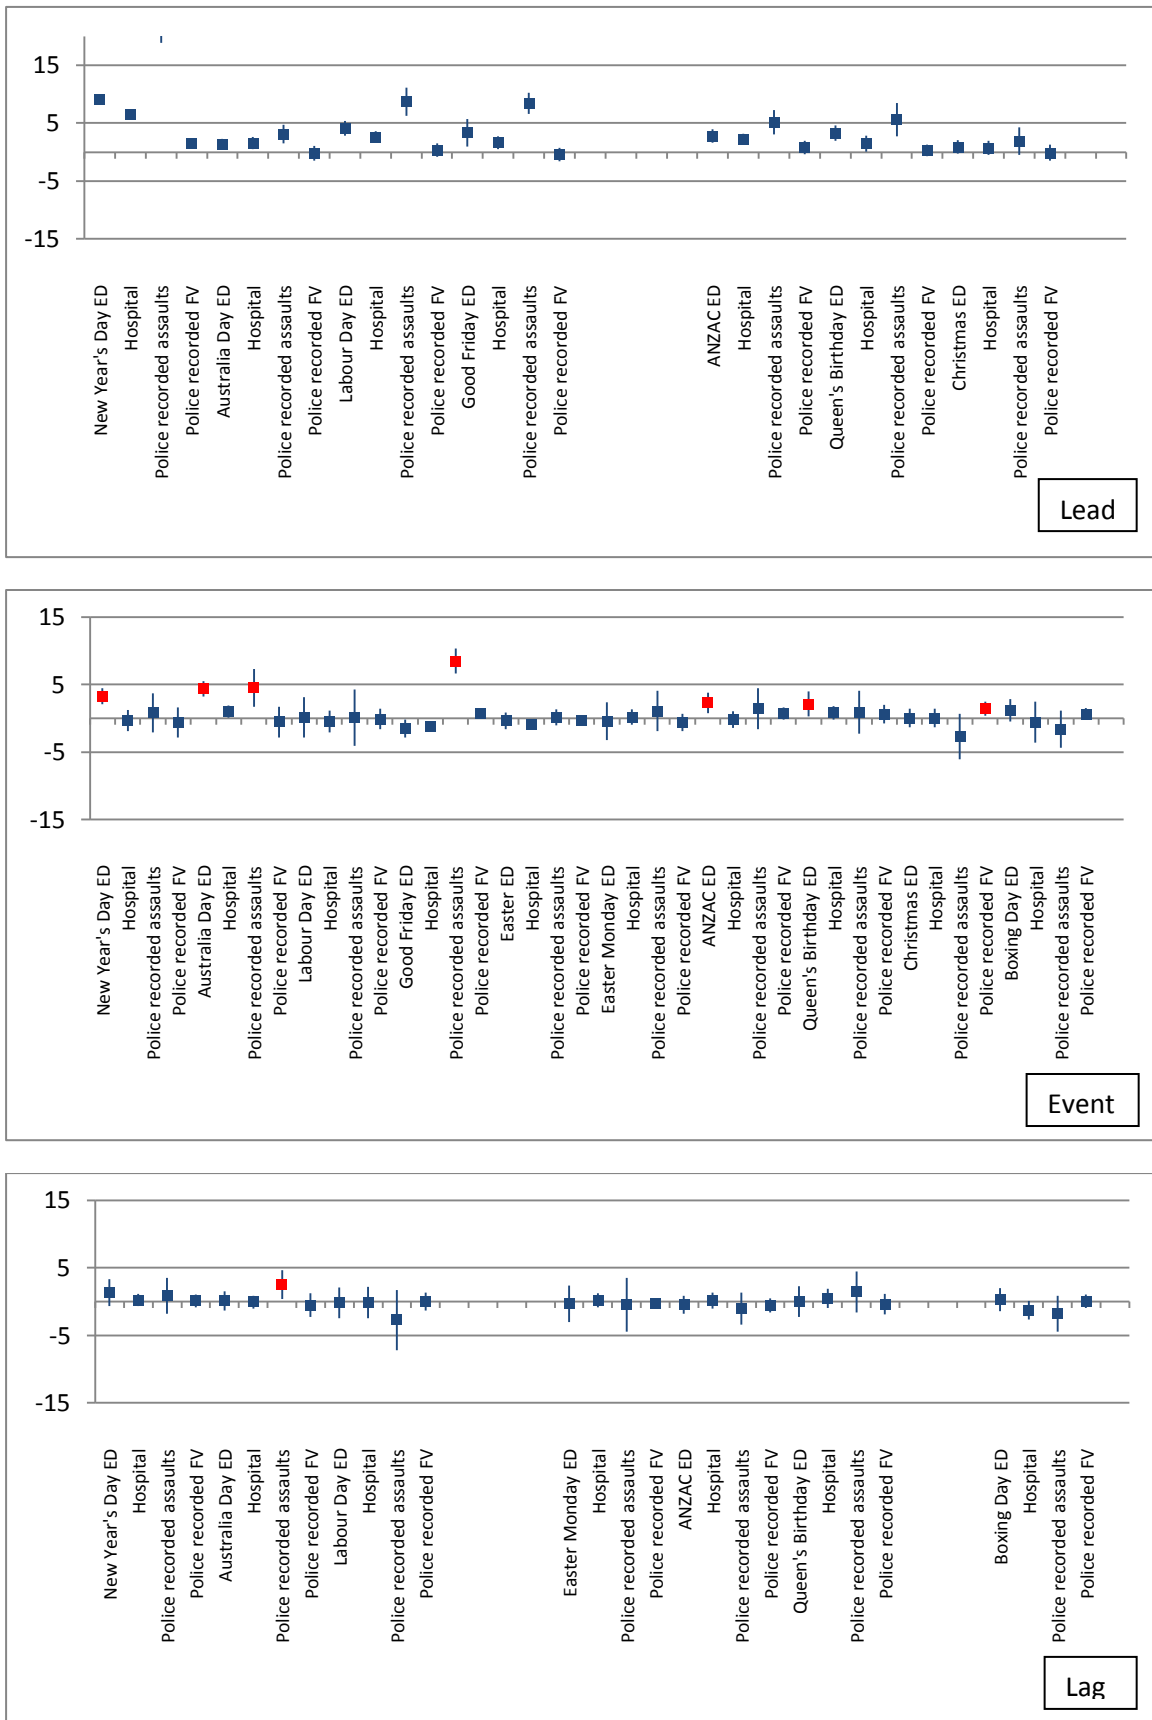 15
5
-5
-15
New Year's Day ED
Hospital
Police recorded assaults
Police recorded FV
Australia Day ED
Hospital
Police recorded assaults
Police recorded FV
Labour Day ED
Hospital
Police recorded assaults
Police recorded FV
Good Friday ED
Hospital
Police recorded assaults
Police recorded FV
ANZAC ED
Hospital
Police recorded assaults
Police recorded FV
Queen's Birthday ED
Hospital
Police recorded assaults
Police recorded FV
Christmas ED
Hospital
Police recorded assaults
Police recorded FV
Lead
15
5
-5
-15
New Year's Day ED
Hospital
Police recorded assaults
Police recorded FV
Australia Day ED
Hospital
Police recorded assaults
Police recorded FV
Labour Day ED
Hospital
Police recorded assaults
Police recorded FV
Good Friday ED
Hospital
Police recorded assaults
Police recorded FV
Easter ED
Hospital
Police recorded assaults
Police recorded FV
Easter Monday ED
Hospital
Police recorded assaults
Police recorded FV
ANZAC ED
Hospital
Police recorded assaults
Police recorded FV
Queen's Birthday ED
Hospital
Police recorded assaults
Police recorded FV
Christmas ED
Hospital
Police recorded assaults
Police recorded FV
Boxing Day ED
Hospital
Police recorded assaults
Police recorded FV
Event
15
5
-5
-15
New Year's Day ED
Hospital
Police recorded assaults
Police recorded FV
Australia Day ED
Hospital
Police recorded assaults
Police recorded FV
Labour Day ED
Hospital
Police recorded assaults
Police recorded FV
Easter Monday ED
Hospital
Police recorded assaults
Police recorded FV
ANZAC ED
Hospital
Police recorded assaults
Police recorded FV
Queen's Birthday ED
Hospital
Police recorded assaults
Police recorded FV
Boxing Day ED
Hospital
Police recorded assaults
Police recorded FV
Lag